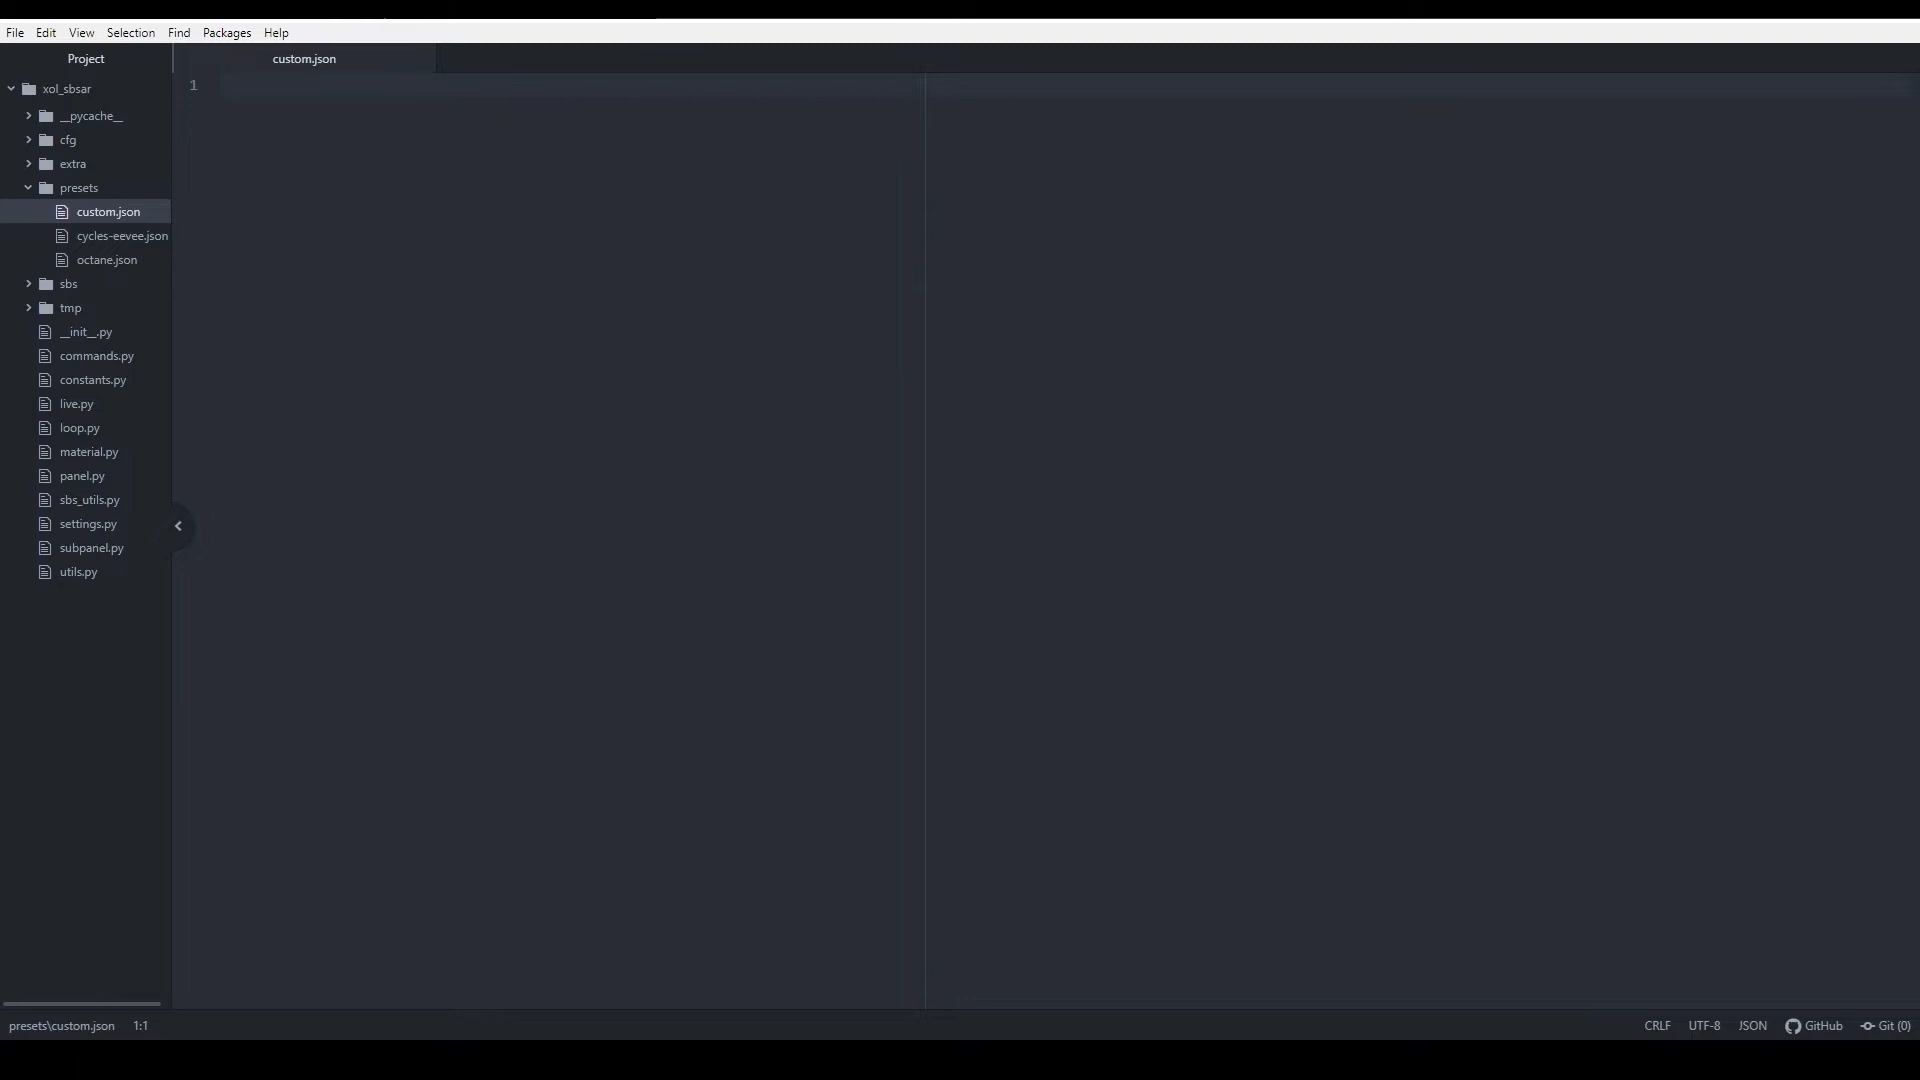 File Edit View Selection Find Packages Help
Project
custom.json
1
xol_sbsar
__pycache__
cfg
extra
presets
custom.json
cycles-eevee.json
octane.json
sbs
tmp
__init__.py
commands.py
constants.py
live.py
loop.py
material.py
panel.py
sbs_utils.py
settings.py
subpanel.py
utils.py
presets\custom.json 1:1 CRLF UTF-8 JSON GitHub Git (0)